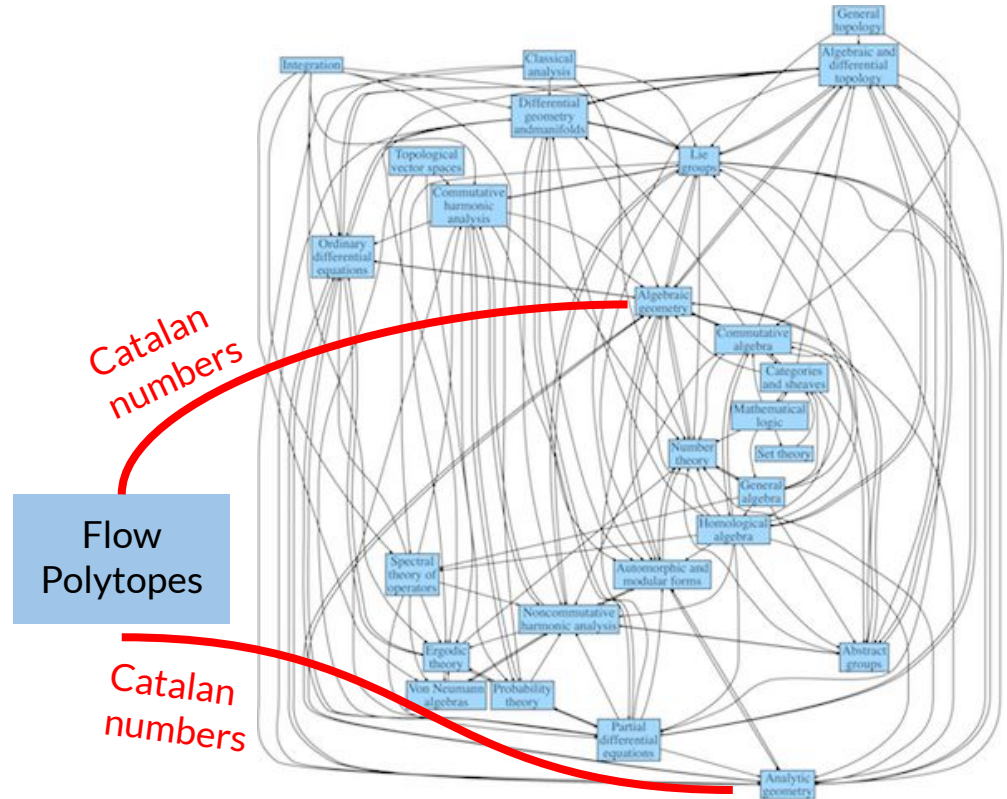 General
topology
Integration
Classical
analysis
Algebraic and
differential
topology
Differential
geometry
andmanifolds
Topological
vector spaces
Lie
groups
Commutative
harmonic
analysis
Ordinary
differential
equations
Algebraic
geometry
Catalan
numbers
Commutative
algebra
Categories
and sheaves
Mathematical
logic
Number
theory
Set theory
General
algebra
Flow
Polytopes
Homological
algebra
Spectral
theory of
operators
Automorphic and
modular forms
Noncommutative
harmonic analysis
Ergodic
theory
Abstract
groups
Catalan
numbers
Von Neumann
algebras
Probability
theory
Partial
differential
equations
Analytic
geometry